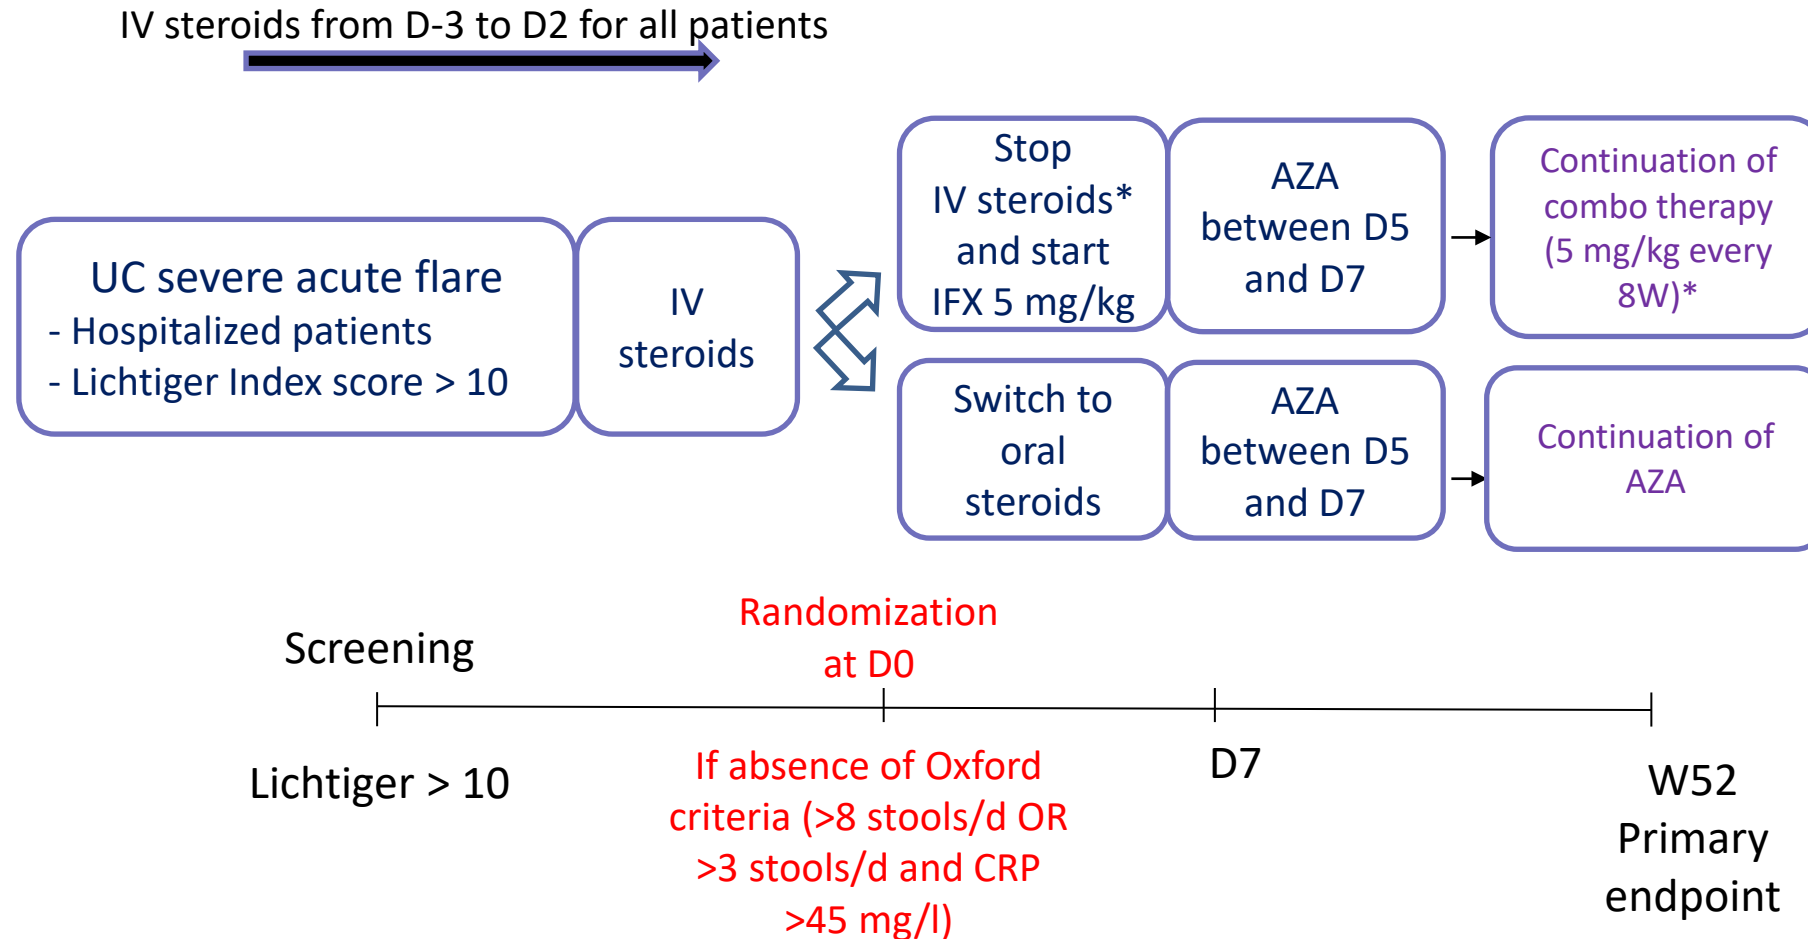 IV steroids from D-3 to D2 for all patients
UC severe acute flare
- Hospitalized patients
- Lichtiger Index score > 10
IV
steroids
Stop
IV steroids*
and start
IFX 5 mg/kg
AZA
between D5
and D7
Continuation of
combo therapy
(5 mg/kg every
8W)*
Switch to
oral
steroids
AZA
between D5
and D7
Continuation of
AZA
Screening
Randomization
at D0
Lichtiger > 10
If absence of Oxford
criteria (>8 stools/d OR
>3 stools/d and CRP
>45 mg/l)
D7
W52
Primary
endpoint